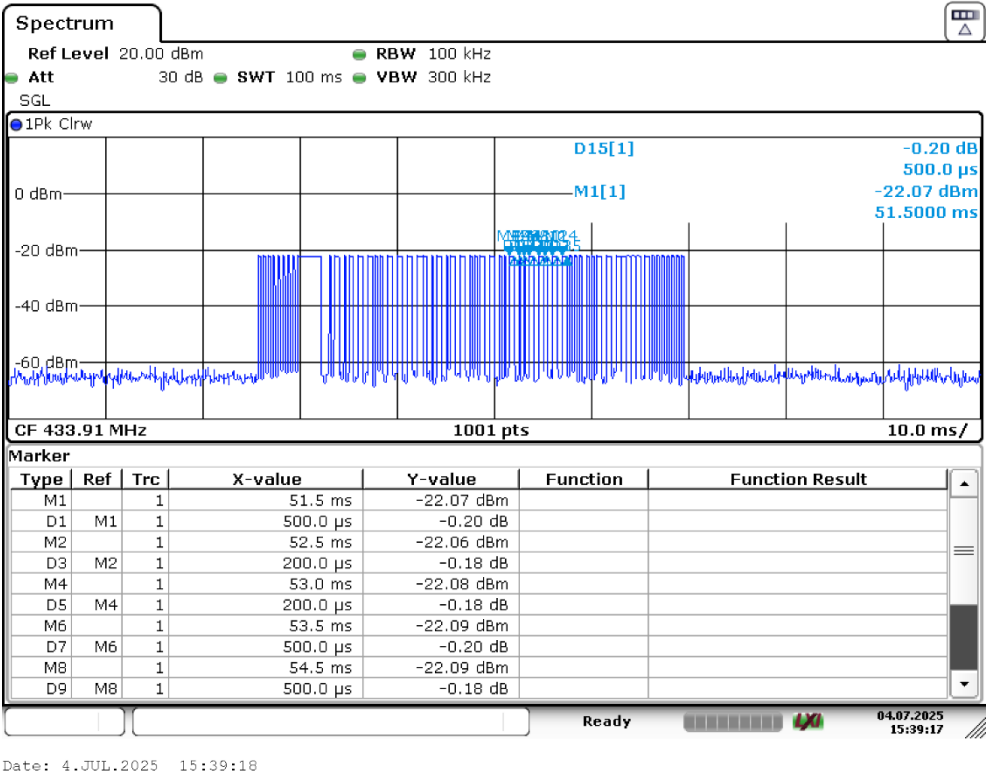 Spectrum
Ref Level 20.00 dBm RBW 100 kHz
Att 30 dB SWT 100 ms VBW 300 kHz
SGL
1Pk Clrw
D15[1] -0.20 dB
500.0 µs
0 dBm M1[1] -22.07 dBm
51.5000 ms
-20 dBm
-40 dBm
-60 dBm
CF 433.91 MHz 1001 pts 10.0 ms/
Marker
Type Ref Trc X-value Y-value Function Function Result
M1 1 51.5 ms -22.07 dBm
D1 M1 1 500.0 µs -0.20 dB
M2 1 52.5 ms -22.06 dBm
D3 M2 1 200.0 µs -0.18 dB
M4 1 53.0 ms -22.08 dBm
D5 M4 1 200.0 µs -0.18 dB
M6 1 53.5 ms -22.09 dBm
D7 M6 1 500.0 µs -0.20 dB
M8 1 54.5 ms -22.09 dBm
D9 M8 1 500.0 µs -0.18 dB
Ready LXI 04.07.2025
15:39:17
Date: 4.JUL.2025 15:39:18